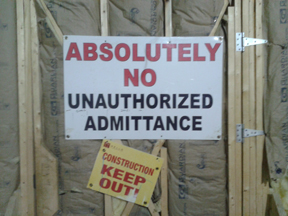 ABSOLUTELY
NO
UNAUTHORIZED
ADMITTANCE
CONSTRUCTION
KEEP
OUT!